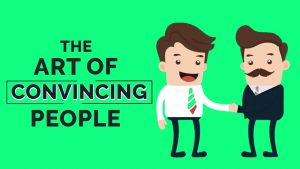 THE
ART OF
CONVINCING
PEOPLE